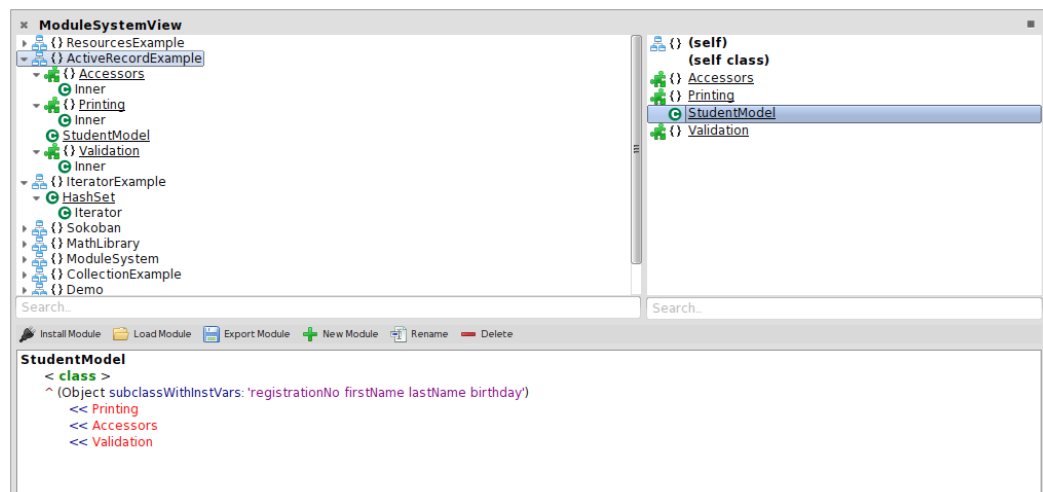 ModuleSystemView
{} ResourcesExample
{} ActiveRecordExample
{} Accessors
Inner
{} Printing
Inner
StudentModel
{} Validation
Inner
{} IteratorExample
HashSet
Iterator
{} Sokoban
{} MathLibrary
{} ModuleSystem
{} CollectionExample
{} Demo
Search..
{} (self)
(self class)
{} Accessors
{} Printing
StudentModel
{} Validation
Search..
Install Module Load Module Export Module New Module Rename Delete
StudentModel
< class >
^ (Object subclassWithInstVars: 'registrationNo firstName lastName birthday')
<< Printing
<< Accessors
<< Validation